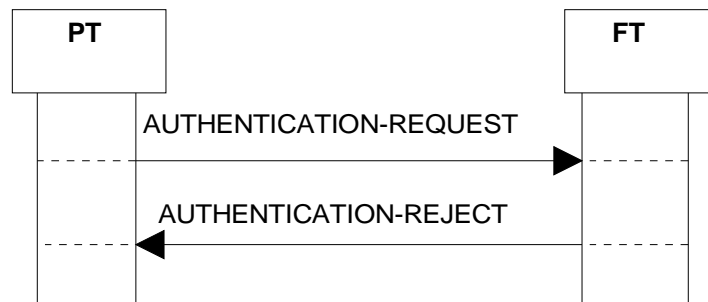 PT
FT
AUTHENTICATION-REQUEST
AUTHENTICATION-REJECT